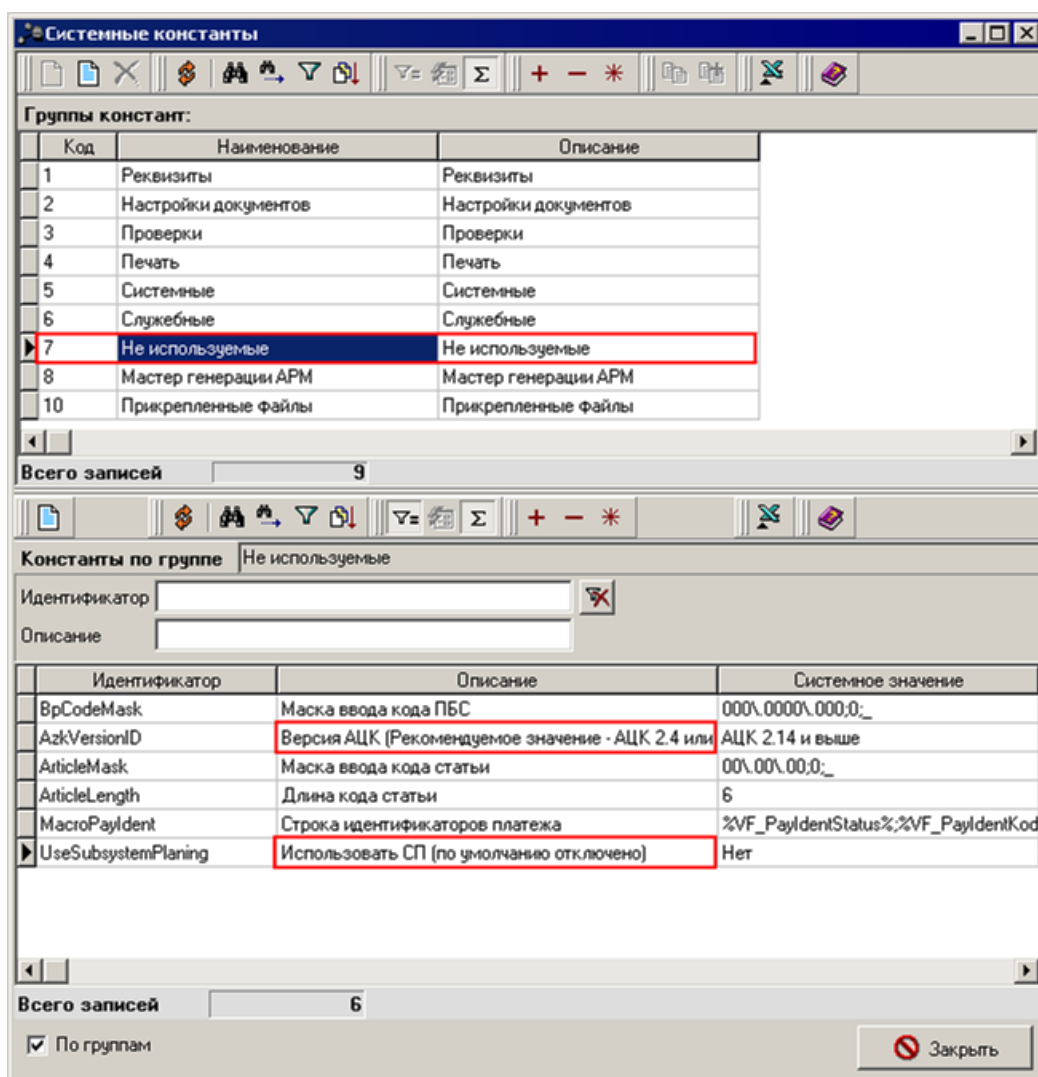 Системные константы
Группы констант:
Код Наименование Описание
1 Реквизиты Реквизиты
2 Настройки документов Настройки документов
3 Проверки Проверки
4 Печать Печать
5 Системные Системные
6 Служебные Служебные
7 Не используемые Не используемые
8 Мастер генерации АРМ Мастер генерации АРМ
10 Прикрепленные файлы Прикрепленные файлы
Всего записей 9
Константы по группе Не используемые
Идентификатор
Описание
Идентификатор Описание Системное значение
BpCodeMask Маска ввода кода ПБС 000\.0000\.000;0;_
AzkVersionID Версия АЦК (Рекомендуемое значение - АЦК 2.4 или АЦК 2.14 и выше
ArticleMask Маска ввода кода статьи 00\.00\.00;0;_
ArticleLength Длина кода статьи 6
MacroPayIdent Строка идентификаторов платежа %VF_PayIdentStatus%;%VF_PayIdentKod
UseSubsystemPlaning Использовать СП (по умолчанию отключено) Нет
Всего записей 6
По группам Закрыть